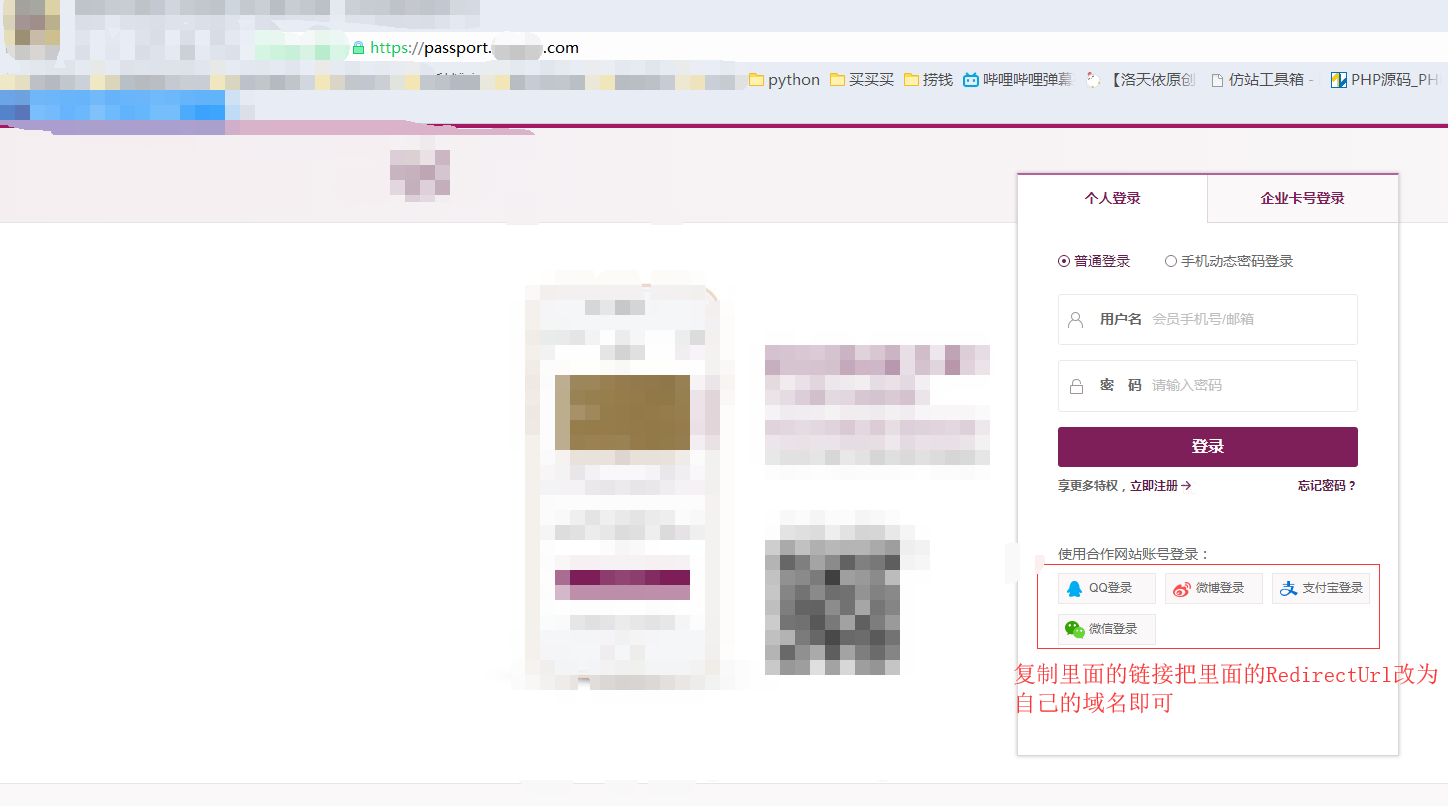 https://passport. .com
python 买买买 捞钱 哔哩哔哩弹幕 【洛天依原创 仿站工具箱 - PHP源码_PH
个人登录 企业卡号登录
普通登录 手机动态密码登录
用户名 会员手机号/邮箱
密 码 请输入密码
登录
享更多特权，立即注册→ 忘记密码？
使用合作网站账号登录：
QQ登录 微博登录 支付宝登录
微信登录
复制里面的链接把里面的RedirectUrl改为
自己的域名即可